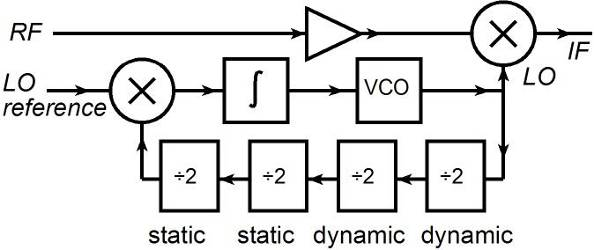 RF
IF
LO
LO
reference
∫
VCO
÷2
÷2
÷2
÷2
static
static
dynamic
dynamic